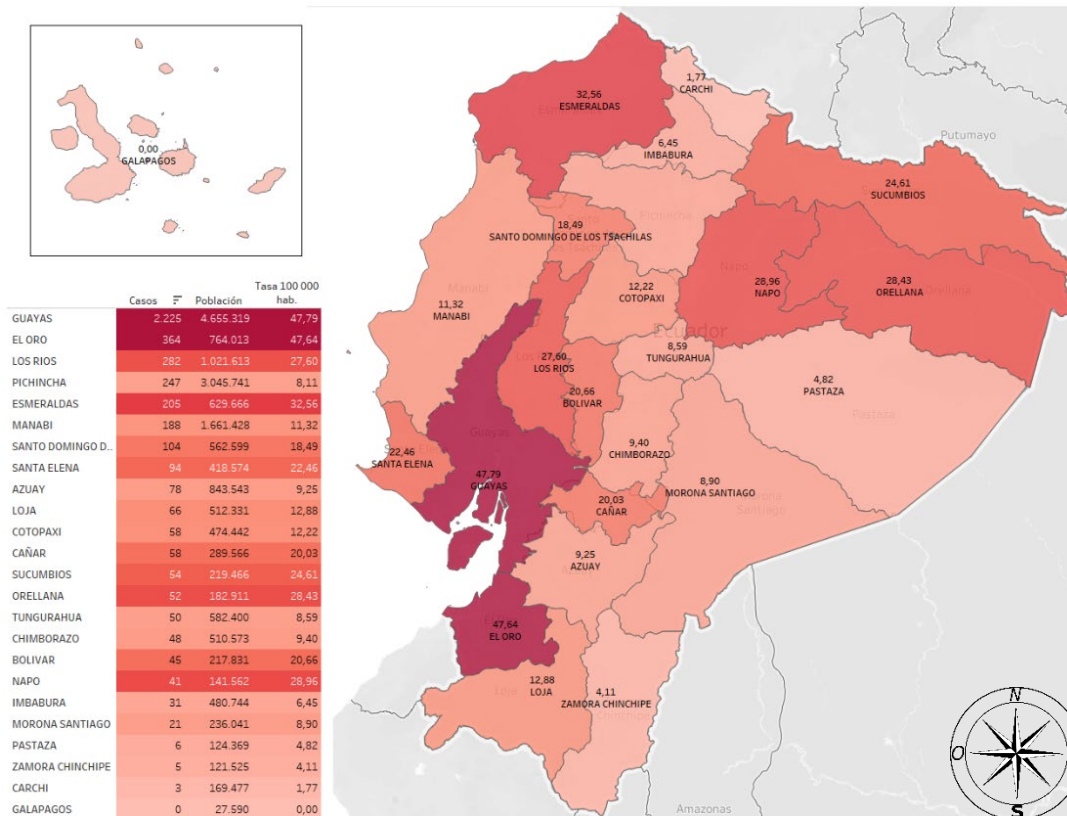 0,00
GALAPAGOS
Casos Población Tasa 100 000 hab.
GUAYAS 2.225 4.655.319 47,79
EL ORO 364 764.013 47,64
LOS RIOS 282 1.021.613 27,60
PICHINCHA 247 3.045.741 8,11
ESMERALDAS 205 629.666 32,56
MANABI 188 1.661.428 11,32
SANTO DOMINGO D.. 104 562.599 18,49
SANTA ELENA 94 418.574 22,46
AZUAY 78 843.543 9,25
LOJA 66 512.331 12,88
COTOPAXI 58 474.442 12,22
CAÑAR 58 289.566 20,03
SUCUMBIOS 54 219.466 24,61
ORELLANA 52 182.911 28,43
TUNGURAHUA 50 582.400 8,59
CHIMBORAZO 48 510.573 9,40
BOLIVAR 45 217.831 20,66
NAPO 41 141.562 28,96
IMBABURA 31 480.744 6,45
MORONA SANTIAGO 21 236.041 8,90
PASTAZA 6 124.369 4,82
ZAMORA CHINCHIPE 5 121.525 4,11
CARCHI 3 169.477 1,77
GALAPAGOS 0 27.590 0,00
1,77
CARCHI
32,56
ESMERALDAS
Putumayo
6,45
IMBABURA
24,61
SUCUMBIOS
Pichincha
18,49
SANTO DOMINGO DE LOS TSACHILAS
Napo
28,96
NAPO
28,43
ORELLANA
Orellana
12,22
COTOPAXI
Manabí
11,32
MANABI
Ecuador
8,59
TUNGURAHUA
27,60
LOS RIOS
4,82
PASTAZA
Pastaza
20,66
BOLIVAR
Guayas
9,40
CHIMBORAZO
22,46
SANTA ELENA
47,79
GUAYAS
8,90
MORONA SANTIAGO
Morona
Santiago
20,03
CAÑAR
9,25
AZUAY
47,64
EL ORO
12,88
LOJA
Loja
4,11
ZAMORA CHINCHIPE
Chinchipe
Amazonas
N
O
E
S